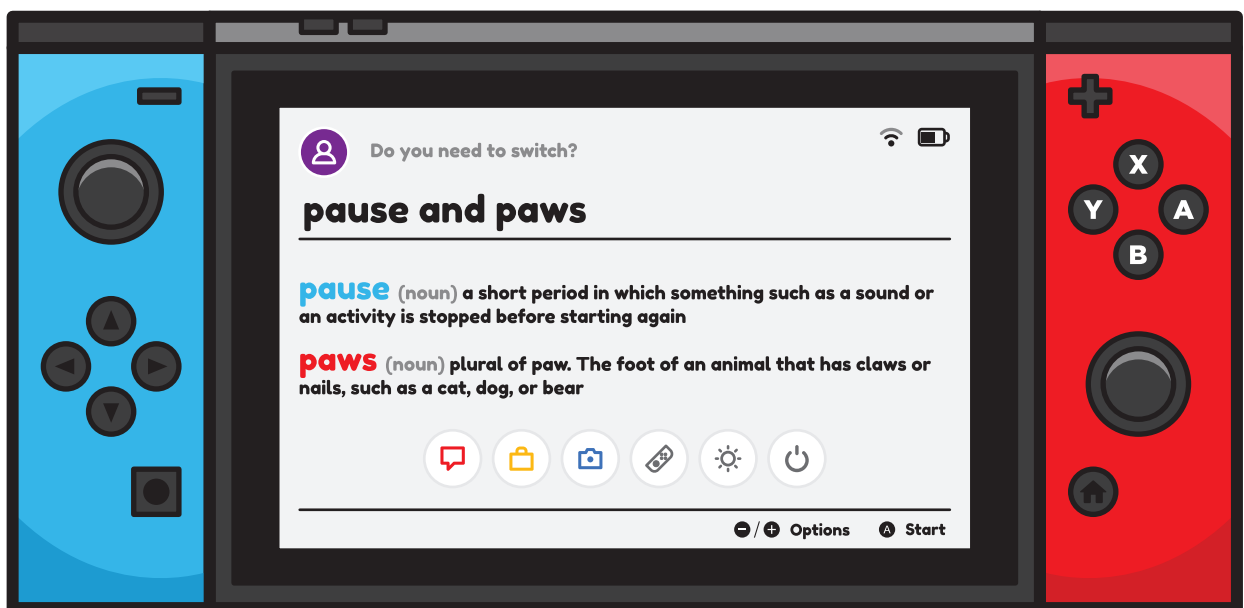 Do you need to switch?
pause and paws
pause (noun) a short period in which something such as a sound or
an activity is stopped before starting again
paws (noun) plural of paw. The foot of an animal that has claws or
nails, such as a cat, dog, or bear
-/+ Options A Start
X
Y A
B